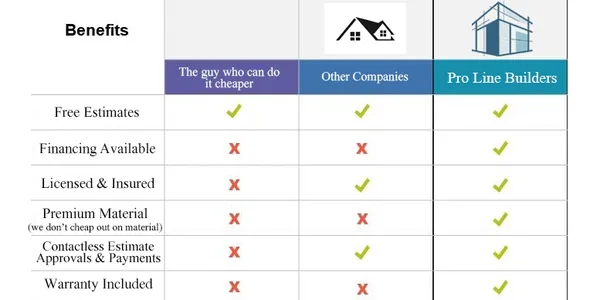 Benefits
The guy who can do
it cheaper
Other Companies
Pro Line Builders
Free Estimates
Financing Available
Licensed & Insured
Premium Material
(we don't cheap out on material)
Contactless Estimate
Approvals & Payments
Warranty Included